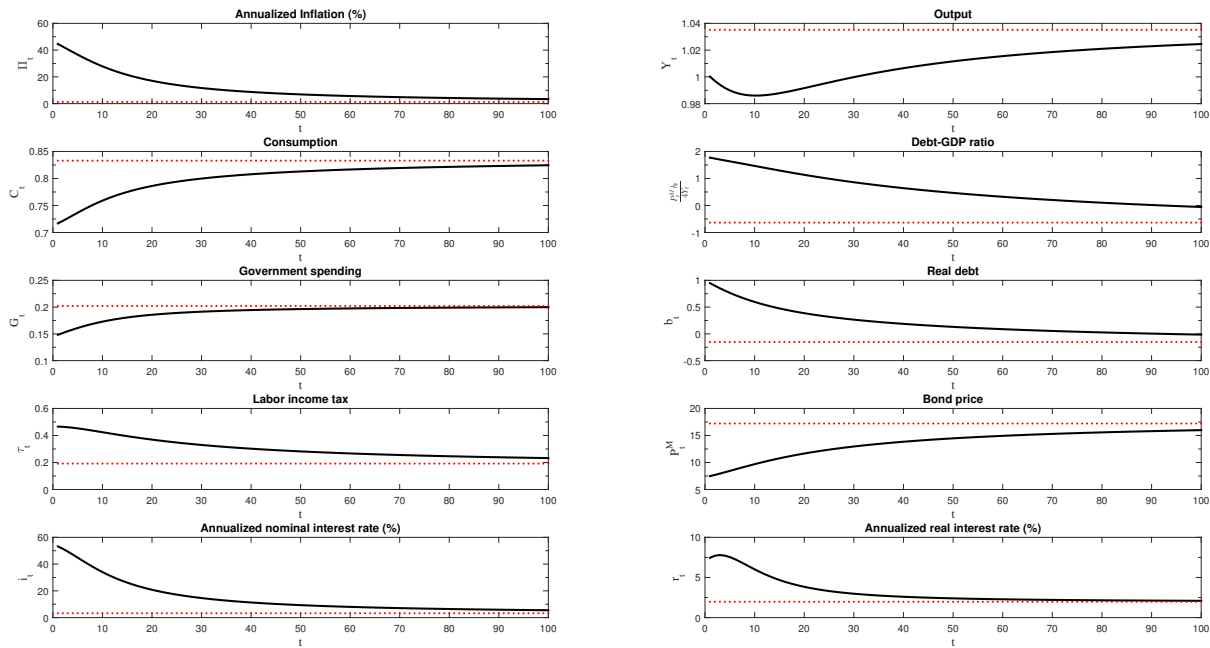 Annualized Inflation (%)
60
40
20
0
Π_t
0 10 20 30 40 50 60 70 80 90 100
t
Output
1.04
1.02
1
0.98
Y_t
0 10 20 30 40 50 60 70 80 90 100
t
Consumption
0.85
0.8
0.75
0.7
C_t
0 10 20 30 40 50 60 70 80 90 100
t
Debt-GDP ratio
2
1
0
-1
P_t^M b_t / 4Y_t
0 10 20 30 40 50 60 70 80 90 100
t
Government spending
0.25
0.2
0.15
0.1
G_t
0 10 20 30 40 50 60 70 80 90 100
t
Real debt
1
0.5
0
-0.5
b_t
0 10 20 30 40 50 60 70 80 90 100
t
Labor income tax
0.6
0.4
0.2
0
τ_t
0 10 20 30 40 50 60 70 80 90 100
t
Bond price
20
15
10
5
P_t^M
0 10 20 30 40 50 60 70 80 90 100
t
Annualized nominal interest rate (%)
60
40
20
0
i_t
0 10 20 30 40 50 60 70 80 90 100
t
Annualized real interest rate (%)
10
5
0
r_t
0 10 20 30 40 50 60 70 80 90 100
t